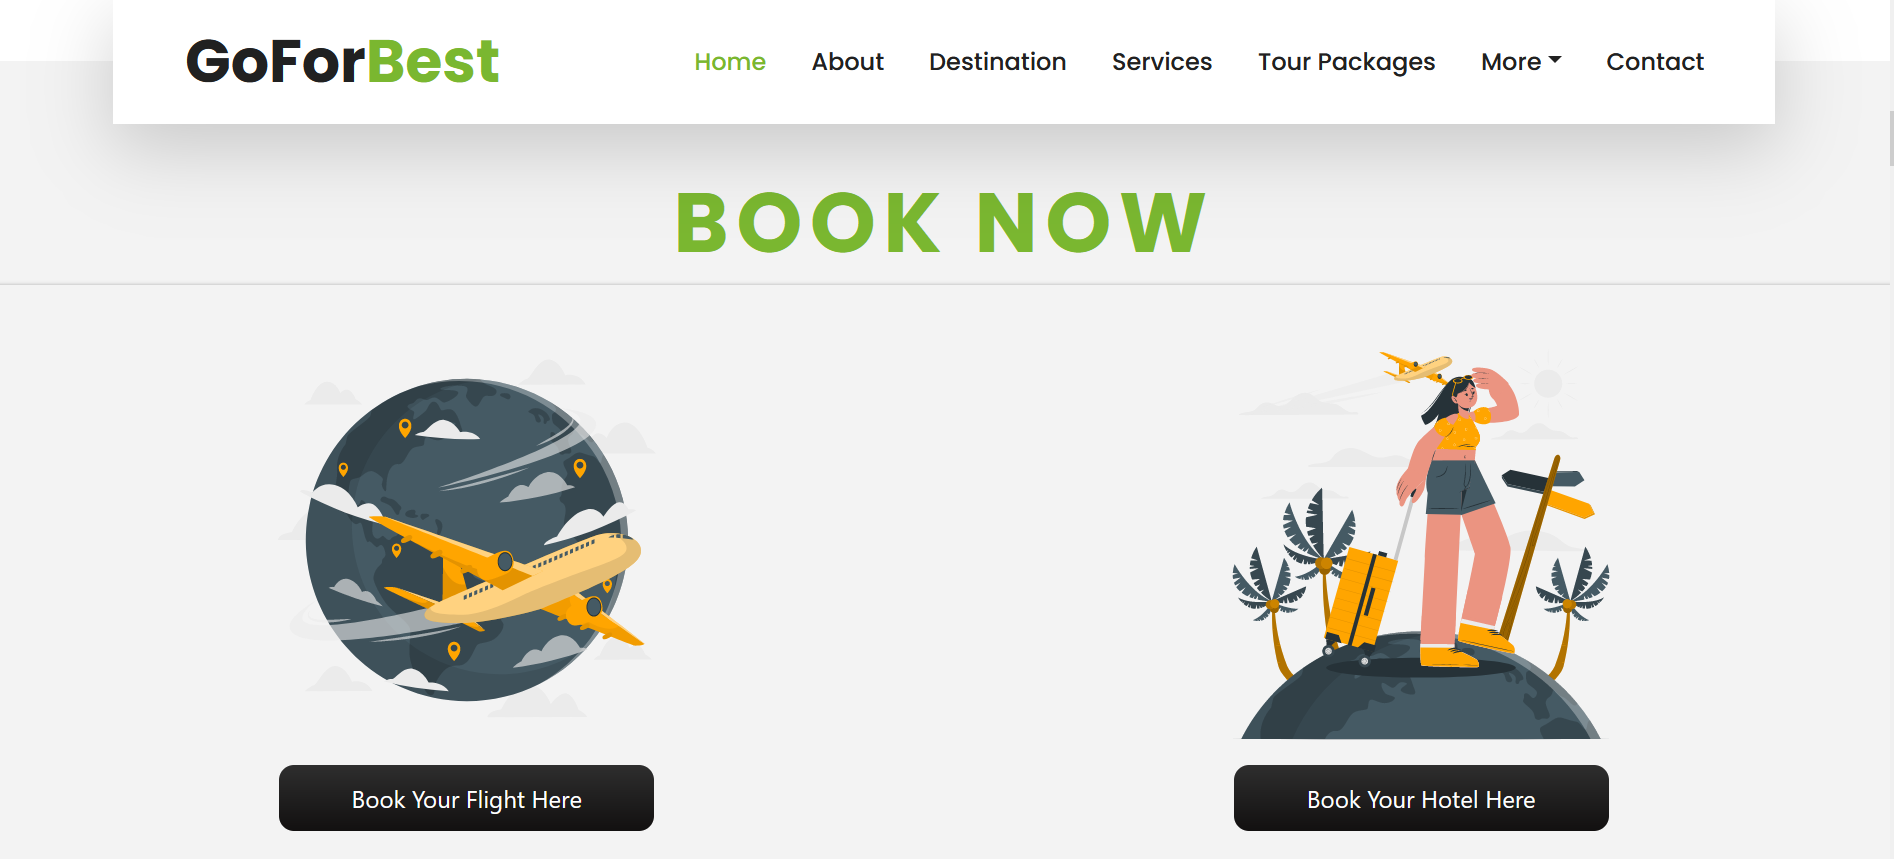 GoForBest Home About Destination Services Tour Packages More Contact
BOOK NOW
Book Your Flight Here Book Your Hotel Here